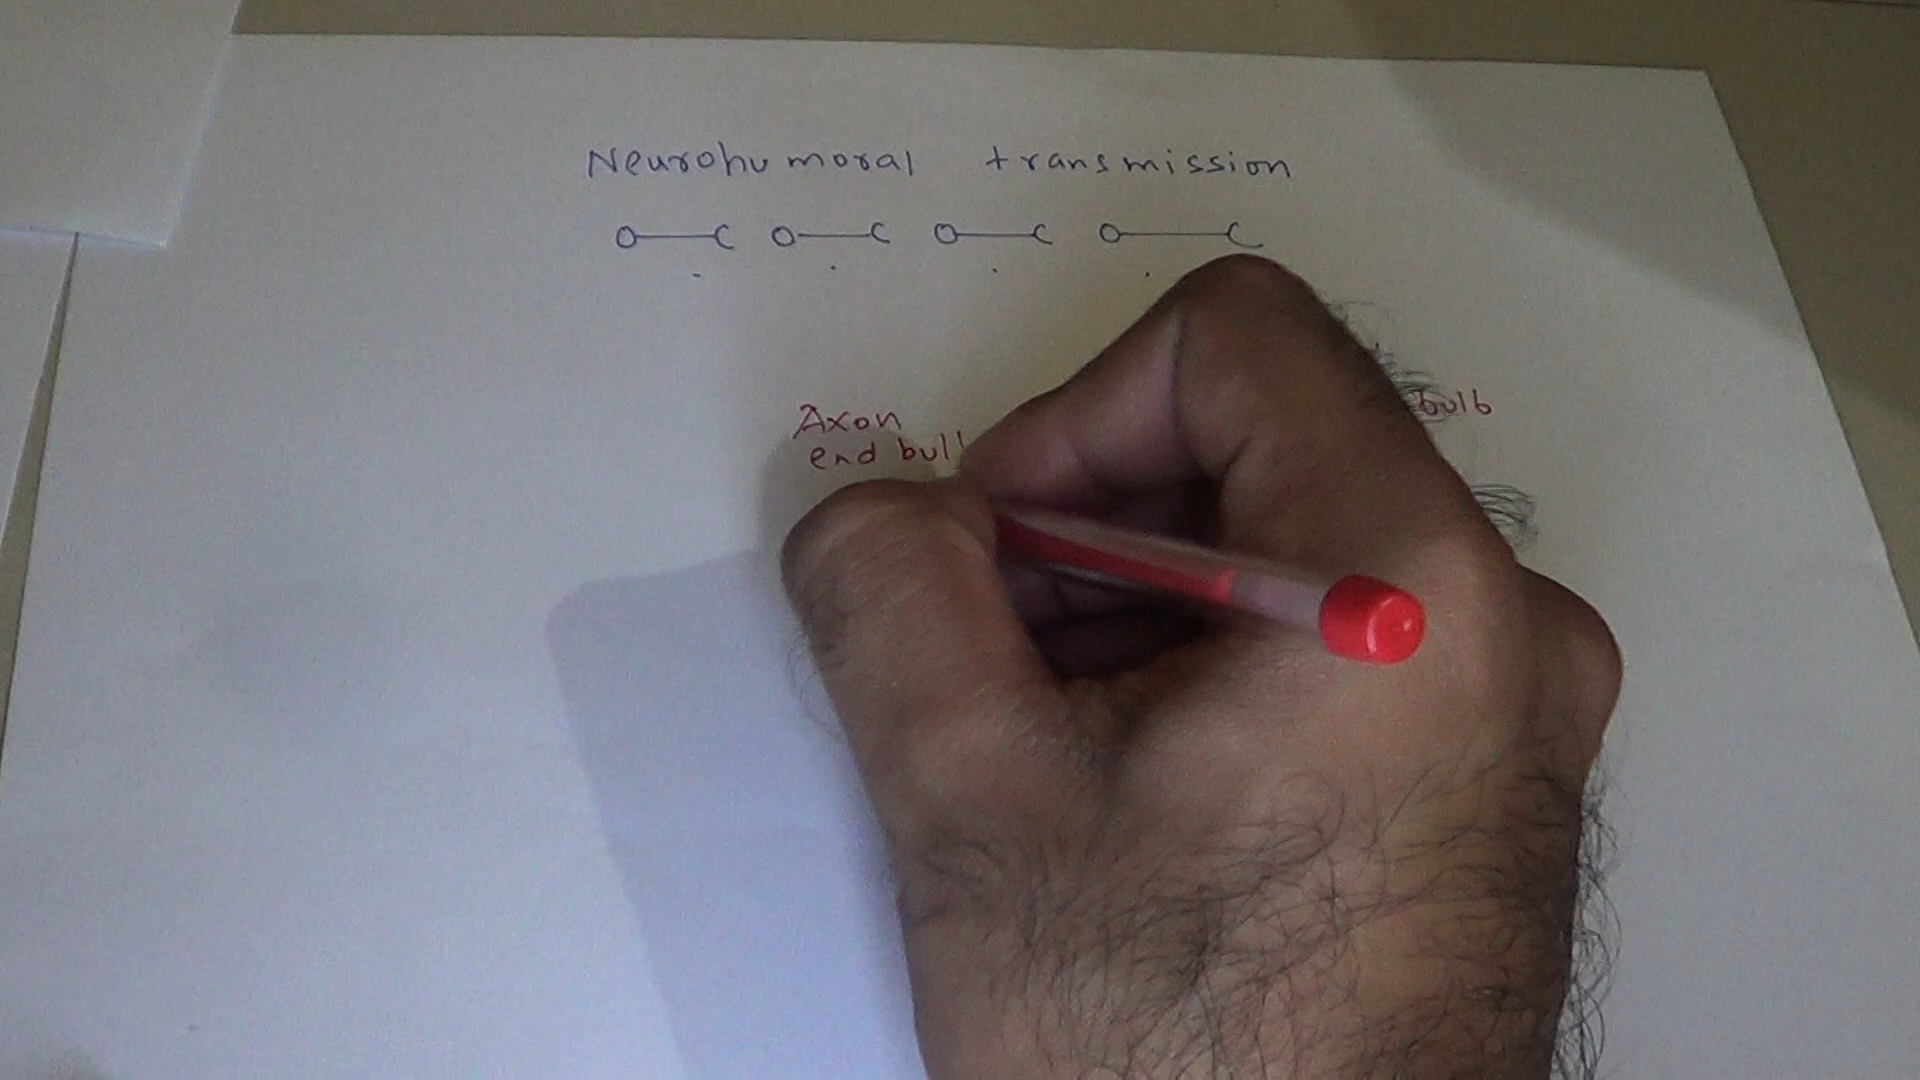 Neurohumoral transmission
Axon
end bul
bulb